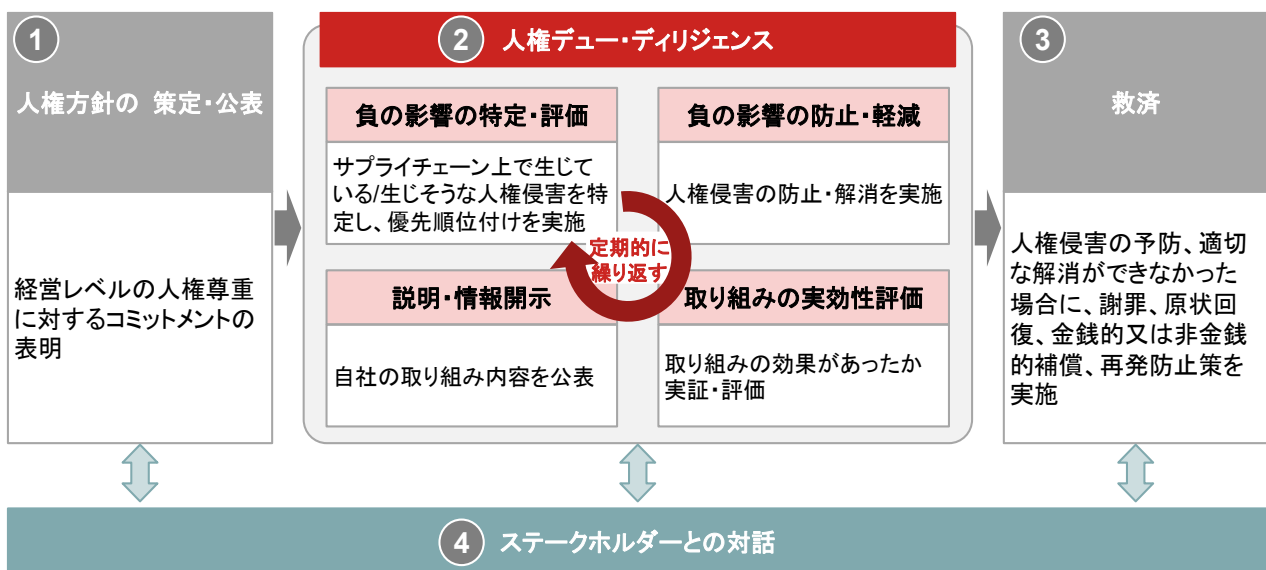 1
人権方針の 策定・公表
経営レベルの人権尊重
に対するコミットメントの
表明
2 人権デュー・ディリジェンス
負の影響の特定・評価
サプライチェーン上で生じて
いる/生じそうな人権侵害を特
定し、優先順位付けを実施
負の影響の防止・軽減
人権侵害の防止・解消を実施
定期的に
繰り返す
説明・情報開示
自社の取り組み内容を公表
取り組みの実効性評価
取り組みの効果があったか
実証・評価
3
救済
人権侵害の予防、適切
な解消ができなかった
場合に、謝罪、原状回
復、金銭的又は非金銭
的補償、再発防止策を
実施
4 ステークホルダーとの対話